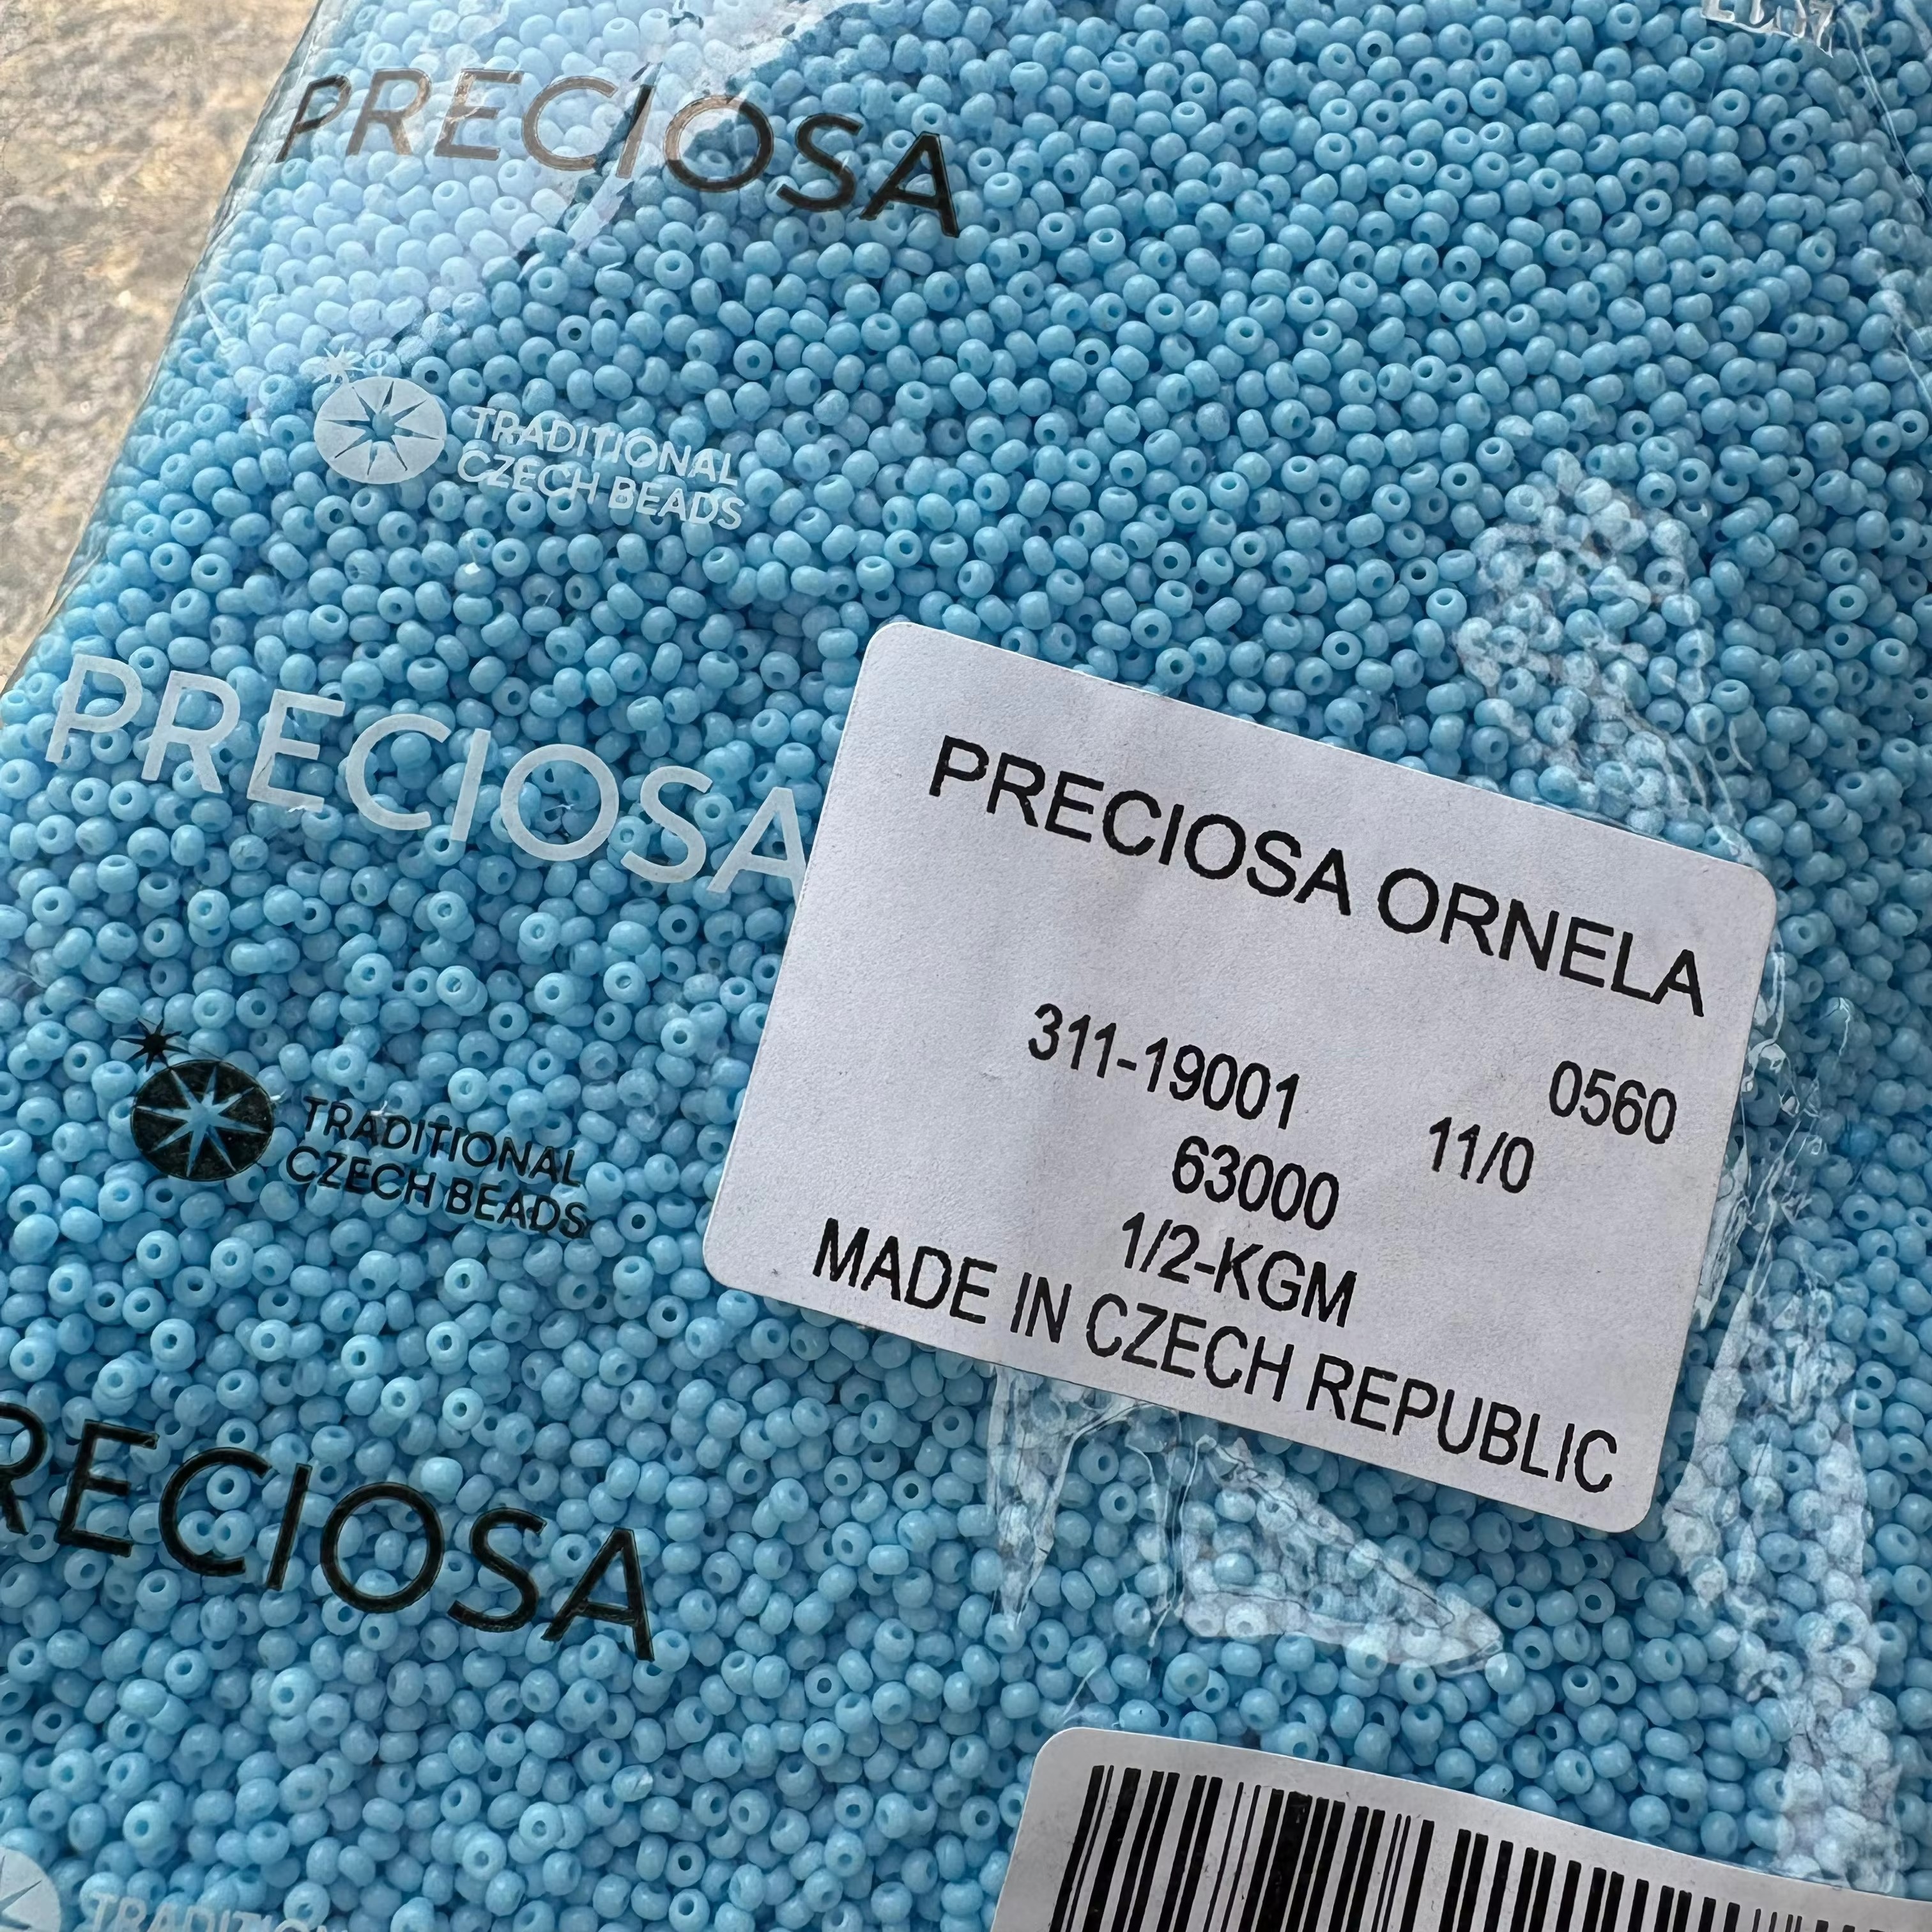 PRECIOSA
TRADITIONAL
CZECH BEADS
PRECIOSA
PRECIOSA ORNELA
311-19001 0560
63000 11/0
1/2-KGM
MADE IN CZECH REPUBLIC
TRADITIONAL
CZECH BEADS
RECIOSA